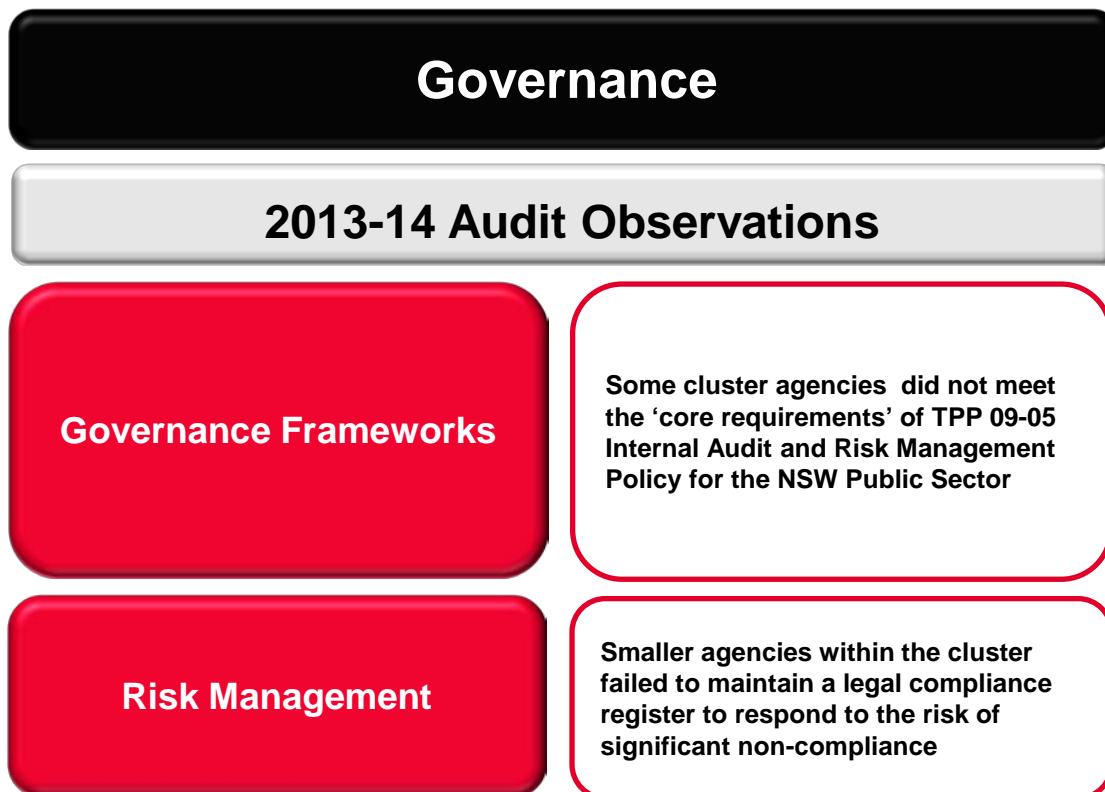 Governance
2013-14 Audit Observations
Governance Frameworks
Some cluster agencies  did not meet
the ‘core requirements’ of TPP 09-05
Internal Audit and Risk Management
Policy for the NSW Public Sector
Risk Management
Smaller agencies within the cluster
failed to maintain a legal compliance
register to respond to the risk of
significant non-compliance